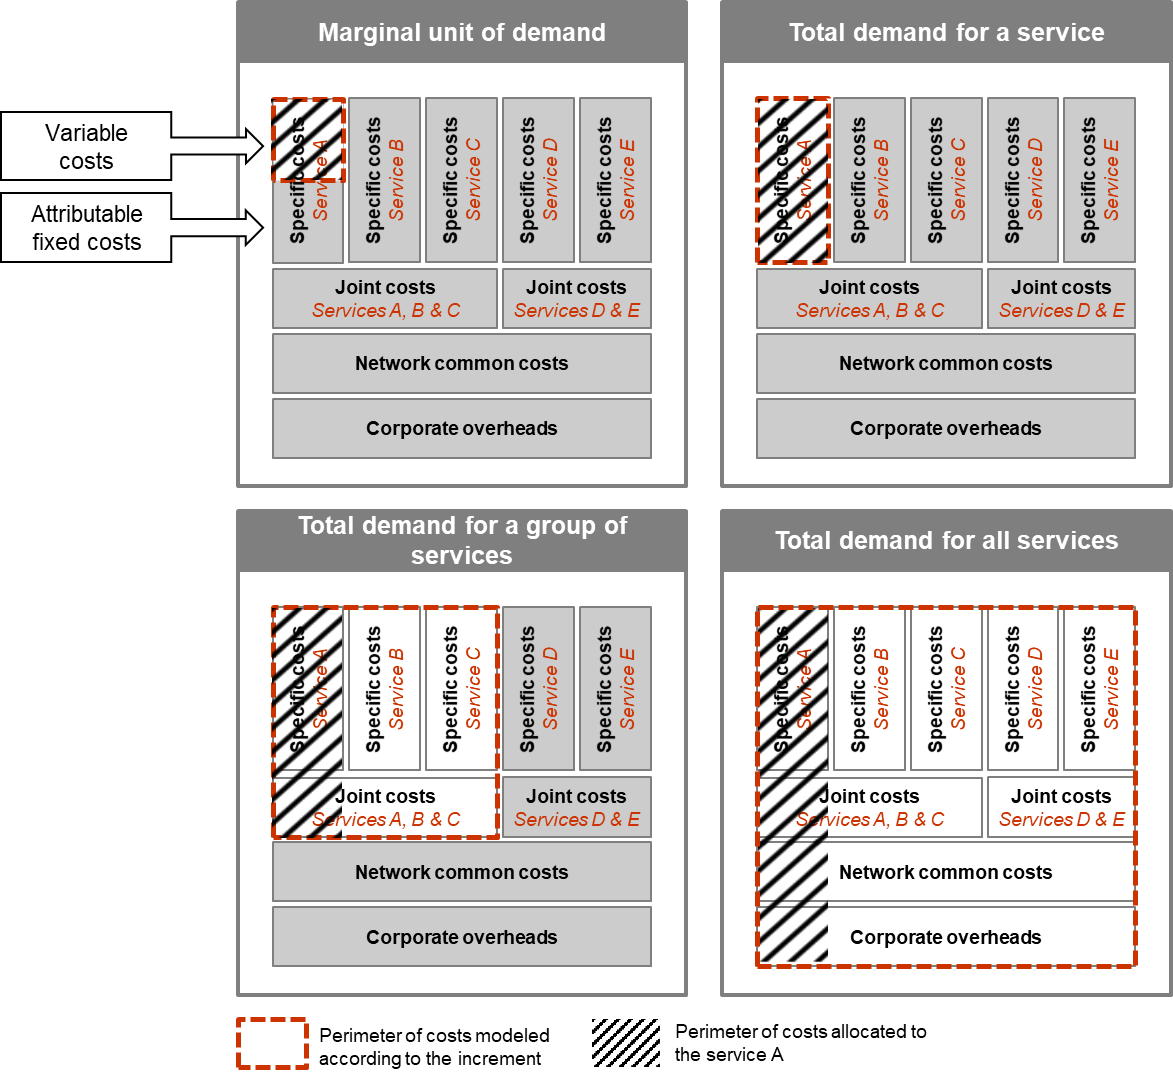 Marginal unit of demand
Variable
costs
Attributable
fixed costs
Specific costs
Service A
Specific costs
Service B
Specific costs
Service C
Specific costs
Service D
Specific costs
Service E
Joint costs
Services A, B & C
Joint costs
Services D & E
Network common costs
Corporate overheads
Total demand for a service
Specific costs
Service A
Specific costs
Service B
Specific costs
Service C
Specific costs
Service D
Specific costs
Service E
Joint costs
Services A, B & C
Joint costs
Services D & E
Network common costs
Corporate overheads
Total demand for a group of
services
Specific costs
Service A
Specific costs
Service B
Specific costs
Service C
Specific costs
Service D
Specific costs
Service E
Joint costs
Services A, B & C
Joint costs
Services D & E
Network common costs
Corporate overheads
Total demand for all services
Specific costs
Service A
Specific costs
Service B
Specific costs
Service C
Specific costs
Service D
Specific costs
Service E
Joint costs
Services A, B & C
Joint costs
Services D & E
Network common costs
Corporate overheads
Perimeter of costs modeled
according to the increment
Perimeter of costs allocated to
the service A